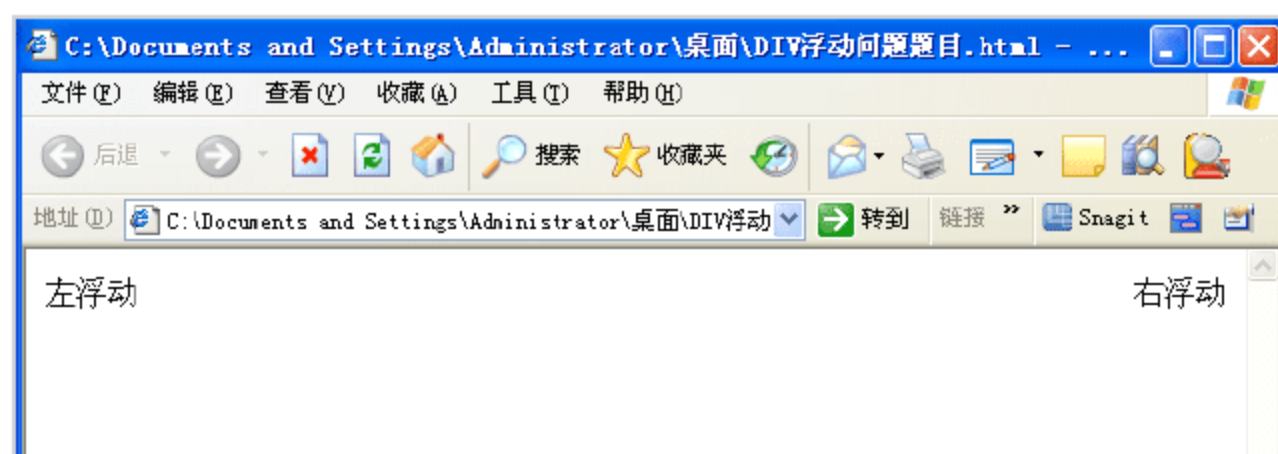 C:\Documents and Settings\Administrator\桌面\DIV浮动问题题目.html - ...
文件(F) 编辑(E) 查看(V) 收藏(A) 工具(T) 帮助(H)
后退 搜索 收藏夹
地址(D) C:\Documents and Settings\Administrator\桌面\DIV浮动 转到 链接 » Snagit
左浮动 右浮动